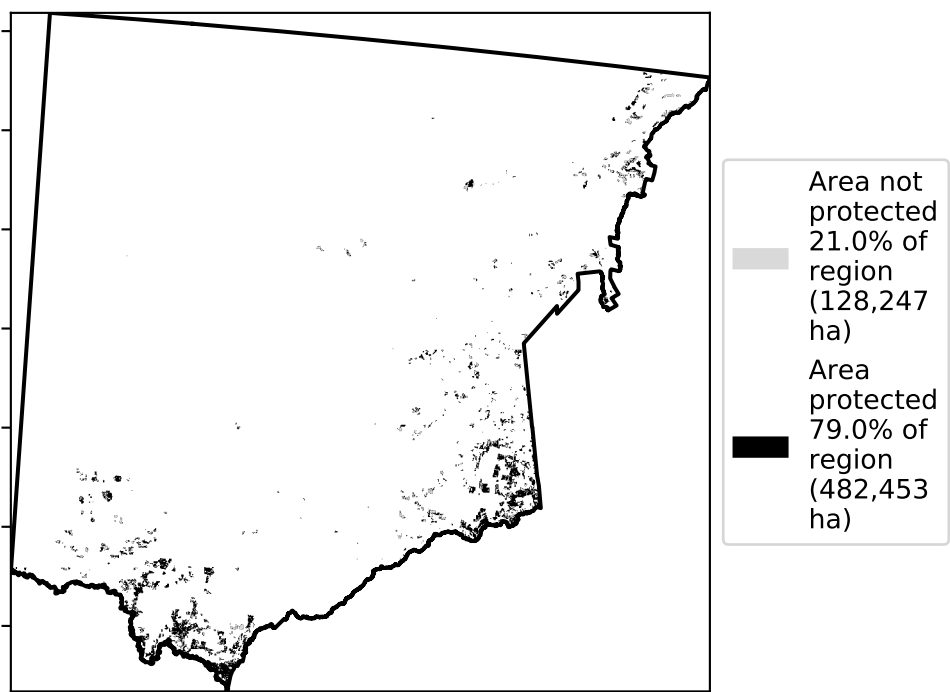 Area not
protected
21.0% of
region
(128,247
ha)
Area
protected
79.0% of
region
(482,453
ha)